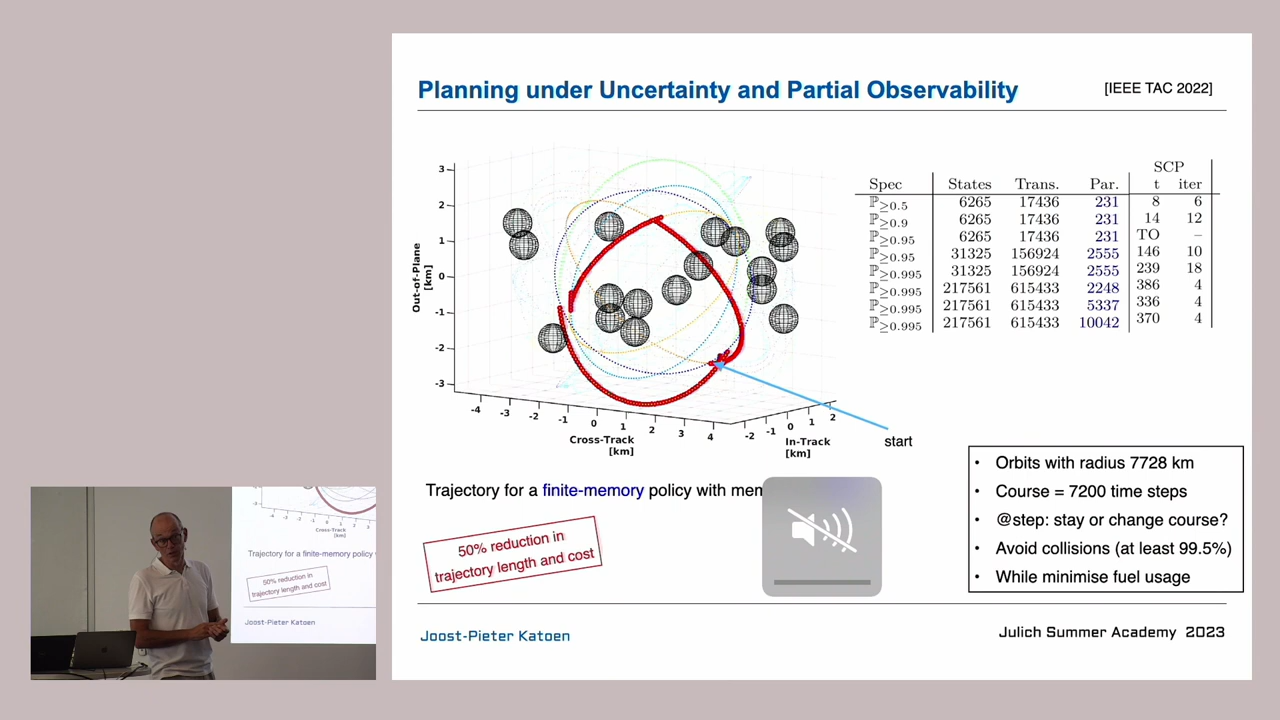 Planning under Uncertainty and Partial Observability
[IEEE TAC 2022]
3
2
1
0
-1
-2
-3
Out-of-Plane
[km]
-4 -3 -2 -1 0 1 2 3 4
Cross-Track
[km]
-2 -1 0 1 2
In-Track
[km]
start
SCP
Spec States Trans. Par. t iter
ℙ≥0.5 6265 17436 231 8 6
ℙ≥0.9 6265 17436 231 14 12
ℙ≥0.95 6265 17436 231 TO –
ℙ≥0.95 31325 156924 2555 146 10
ℙ≥0.995 31325 156924 2555 239 18
ℙ≥0.995 217561 615433 2248 386 4
ℙ≥0.995 217561 615433 5337 336 4
ℙ≥0.995 217561 615433 10042 370 4
Trajectory for a finite-memory policy with
50% reduction in
trajectory length and cost
• Orbits with radius 7728 km
• Course = 7200 time steps
• @step: stay or change course?
• Avoid collisions (at least 99.5%)
• While minimise fuel usage
Joost-Pieter Katoen
Julich Summer Academy 2023
Cross-Track
[km]
Trajectory for a finite-memory policy
50% reduction in
trajectory length and cost
Joost-Pieter Katoen